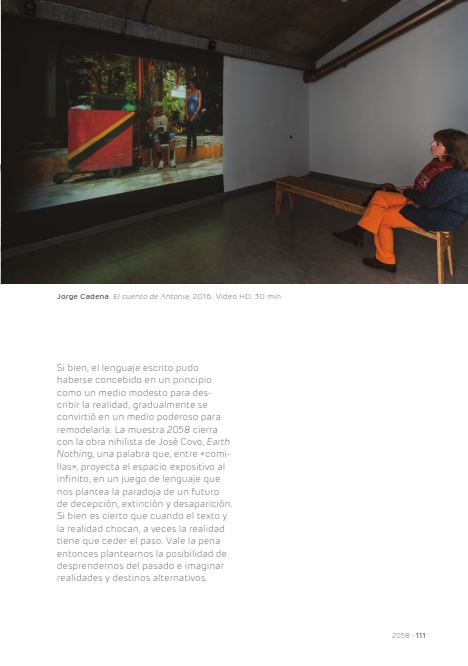 Jorge Cadena. El cuento de Antonia, 2016. Video HD. 30 min
Si bien, el lenguaje escrito pudo
haberse concebido en un principio
como un medio modesto para des-
cribir la realidad, gradualmente se
convirtió en un medio poderoso para
remodelarla. La muestra 2058 cierra
con la obra nihilista de José Covo, Earth
Nothing, una palabra que, entre «comi-
llas», proyecta el espacio expositivo al
infinito, en un juego de lenguaje que
nos plantea la paradoja de un futuro
de decepción, extinción y desaparición.
Si bien es cierto que cuando el texto y
la realidad chocan, a veces la realidad
tiene que ceder el paso. Vale la pena
entonces plantearnos la posibilidad de
desprendernos del pasado e imaginar
realidades y destinos alternativos.
2058 - 111